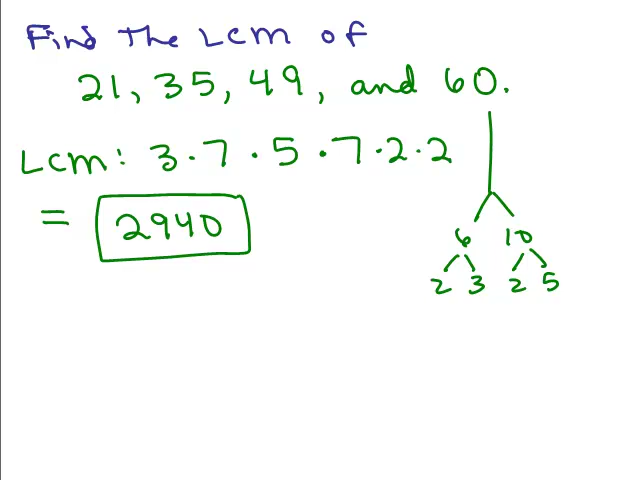 Find The Lcm of
21, 35, 49, and 60.
Lcm: 3·7·5·7·2·2
= 2940
6 10
2 3 2 5